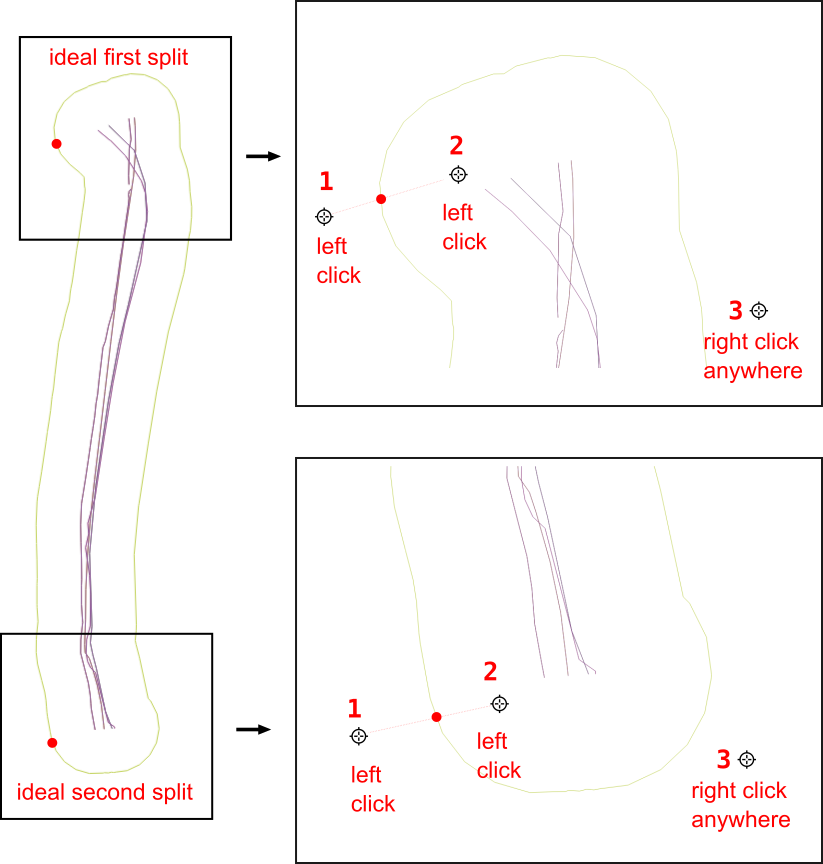 ideal first split
1
left
click
2
left
click
3
right click
anywhere
ideal second split
1
left
click
2
left
click
3
right click
anywhere